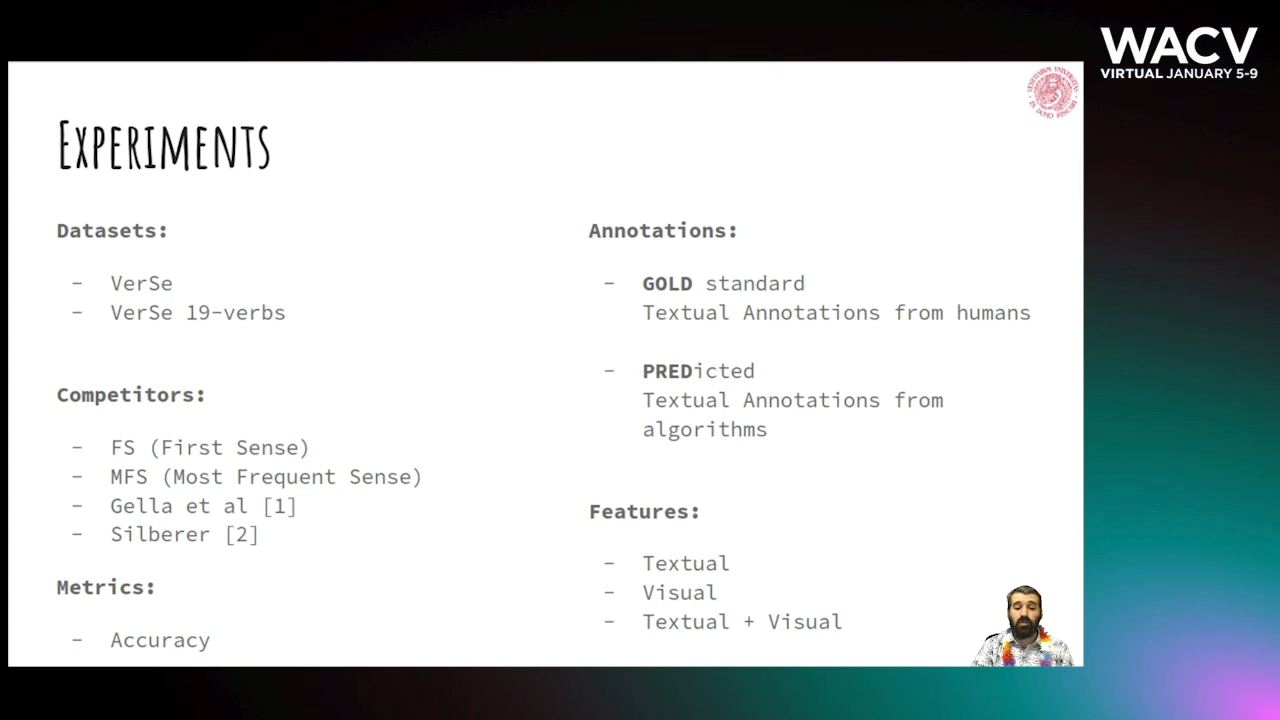 WACV
VIRTUAL JANUARY 5-9
EXPERIMENTS
Datasets:
- VerSe
- VerSe 19-verbs
Competitors:
- FS (First Sense)
- MFS (Most Frequent Sense)
- Gella et al [1]
- Silberer [2]
Metrics:
- Accuracy
Annotations:
- GOLD standard
Textual Annotations from humans
- PREDicted
Textual Annotations from
algorithms
Features:
- Textual
- Visual
- Textual + Visual